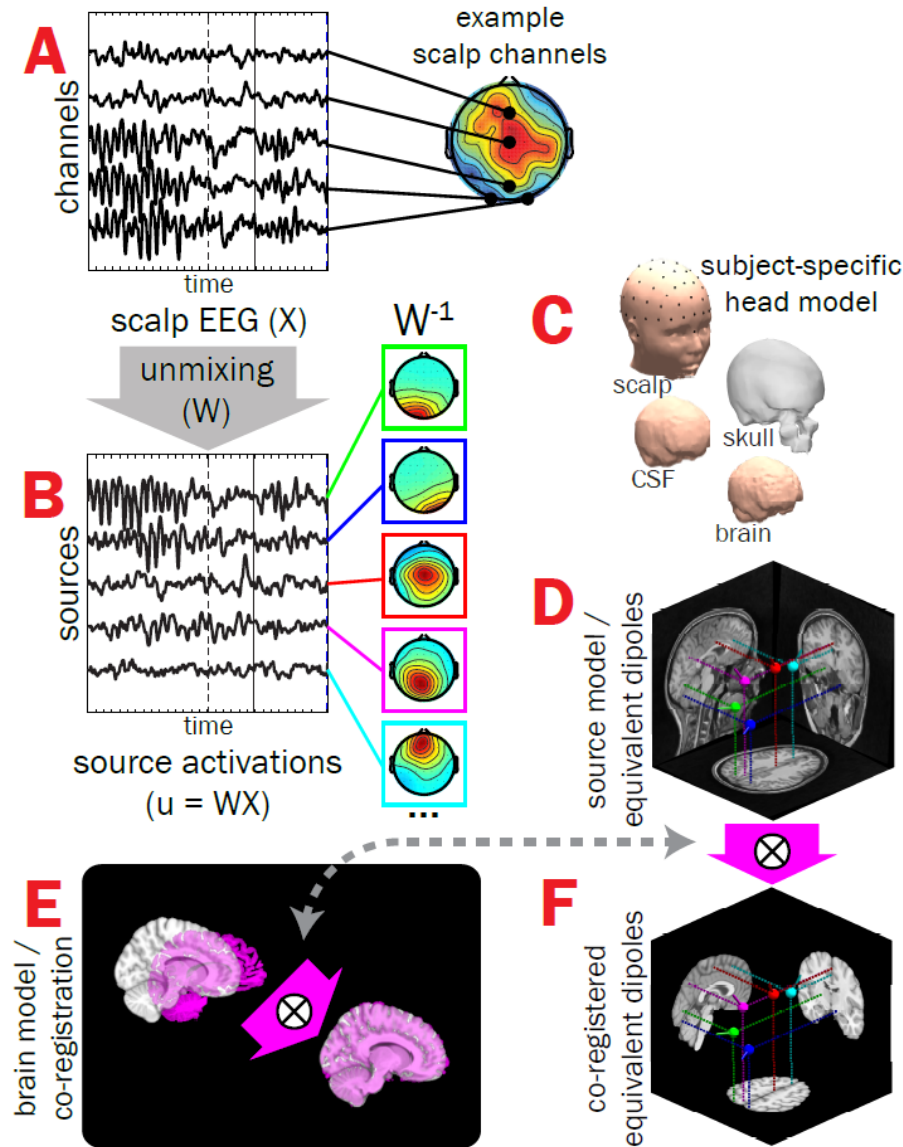 A
channels
time
example
scalp channels
scalp EEG (X)
unmixing
(W)
W-1
C
subject-specific
head model
scalp
skull
CSF
brain
B
sources
time
source activations
(u = WX)
...
D
source model /
equivalent dipoles
E
brain model /
co-registration
F
co-registered
equivalent dipoles